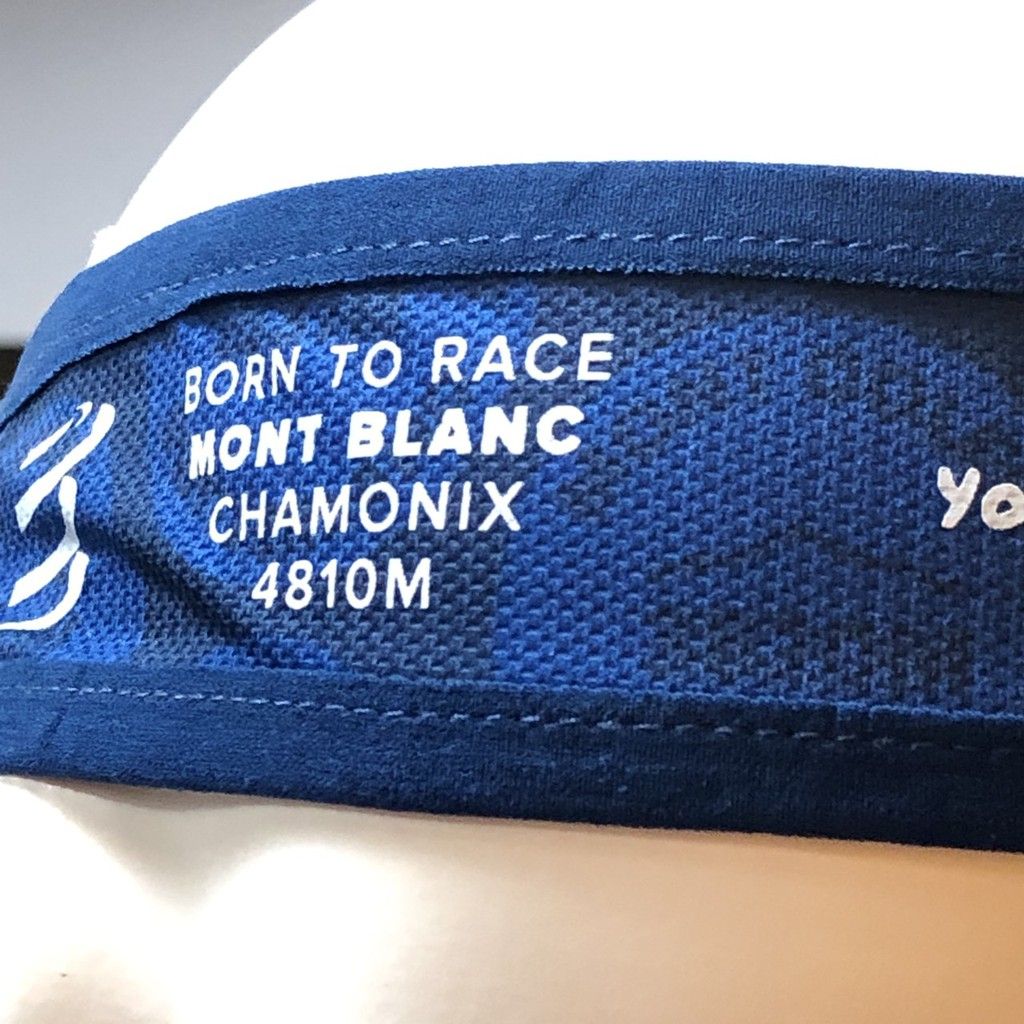 BORN TO RACE
MONT BLANC
CHAMONIX
4810M